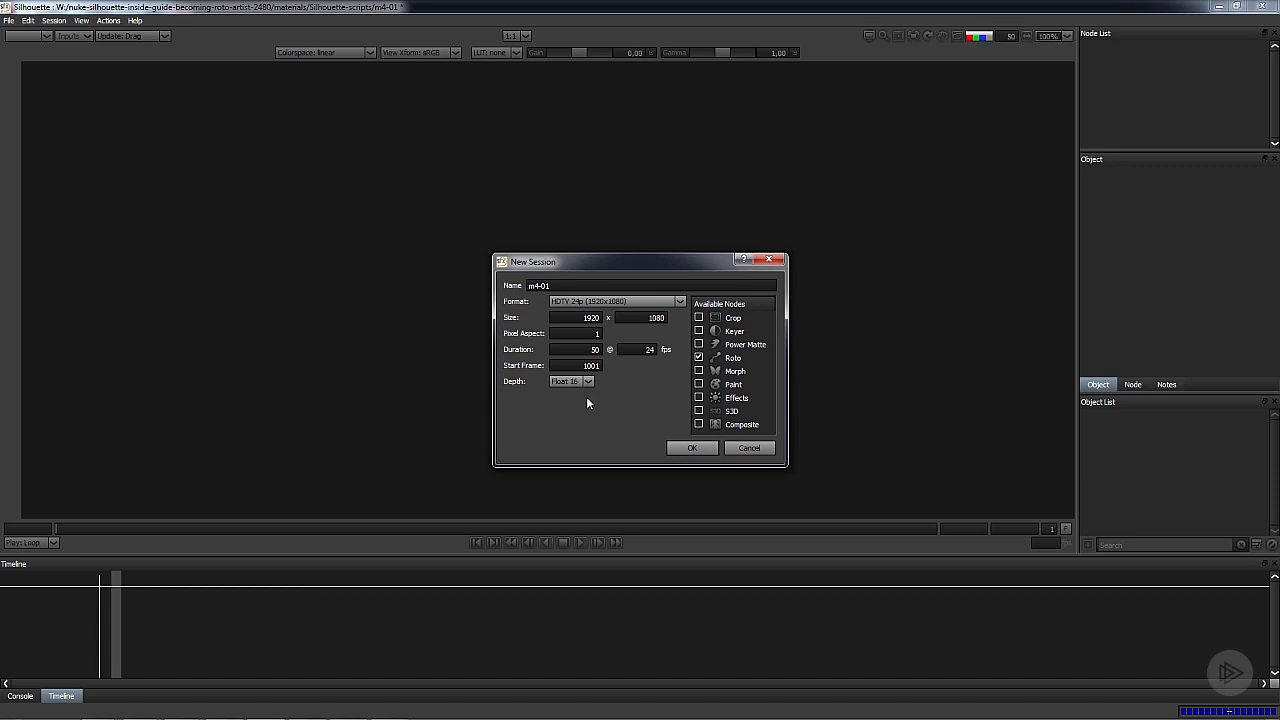 Silhouette : W:/nuke-silhouette-inside-guide-becoming-roto-artist-2480/materials/Silhouette-scripts/m4-01 *
File Edit Session View Actions Help
Inputs Update: Drag 1:1 50 100%
Colorspace: linear View Xform: sRGB LUT: none Gain 0,00 Gamma 1,00
Node List
Object
New Session
Name m4-01
Format: HDTV 24p (1920x1080)
Size: 1920 x 1080
Pixel Aspect: 1
Duration: 50 @ 24 fps
Start Frame: 1001
Depth: Float 16
Available Nodes
Crop
Keyer
Power Matte
Roto
Morph
Paint
Effects
S3D
Composite
OK Cancel
Object Node Notes
Object List
Search
1 F
Play: Loop
fps
Timeline
Console Timeline